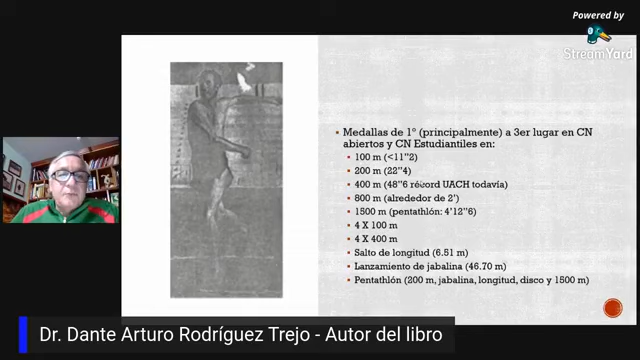 Powered by
StreamYard
Medallas de 1º (principalmente) a 3er lugar en CN
abiertos y CN Estudiantiles en:
100 m (<11"2)
200 m (22"4)
400 m (48"6 récord UACH todavía)
800 m (alrededor de 2')
1500 m (pentathlón: 4'12"6)
4 X 100 m
4 X 400 m
Salto de longitud (6.51 m)
Lanzamiento de jabalina (46.70 m)
Pentathlón (200 m, jabalina, longitud, disco y 1500 m)
Dr. Dante Arturo Rodríguez Trejo - Autor del libro